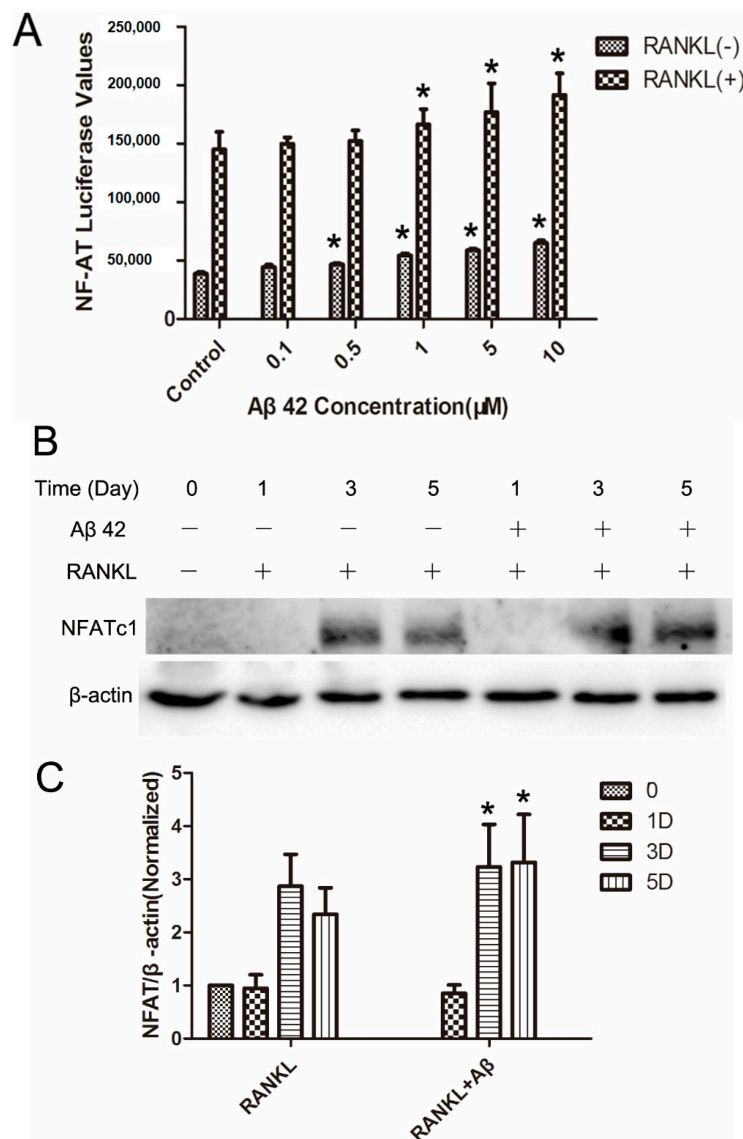 A
NF-AT Luciferase Values
250,000
200,000
150,000
100,000
50,000
0
* * * * * * *
RANKL(-)
RANKL(+)
Control 0.1 0.5 1 5 10
Aβ 42 Concentration(μM)
B
Time (Day) 0 1 3 5 1 3 5
Aβ 42 − − − − + + +
RANKL − + + + + + +
NFATc1
β-actin
C
NFAT/β -actin(Normalized)
5
4
3
2
1
0
* *
0
1D
3D
5D
RANKL RANKL+Aβ